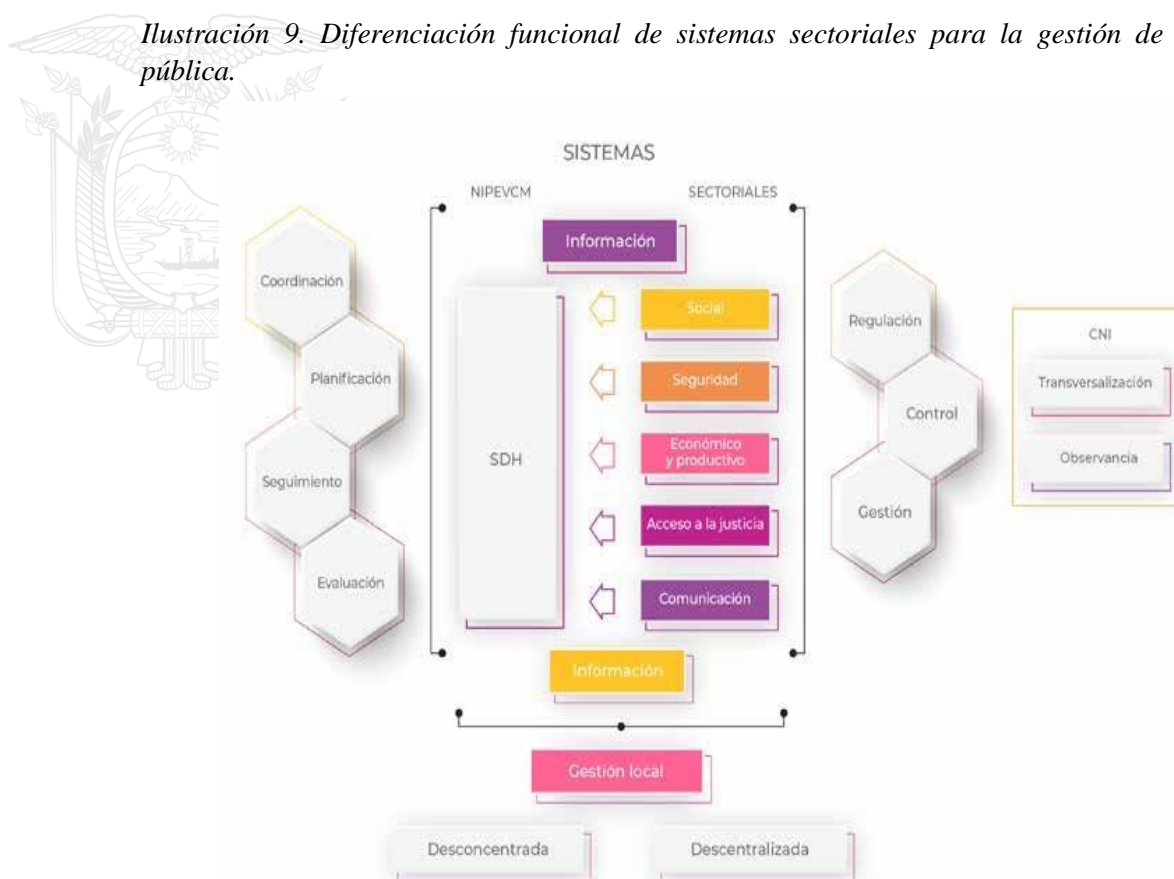 Ilustración 9. Diferenciación funcional de sistemas sectoriales para la gestión de
pública.
SISTEMAS
NIPEVCM
SECTORIALES
Información
Coordinación
Planificación
Seguimiento
Evaluación
SDH
Social
Seguridad
Económico
y productivo
Acceso a la justicia
Comunicación
Información
Regulación
Control
Gestión
CNI
Transversalización
Observancia
Gestión local
Desconcentrada
Descentralizada